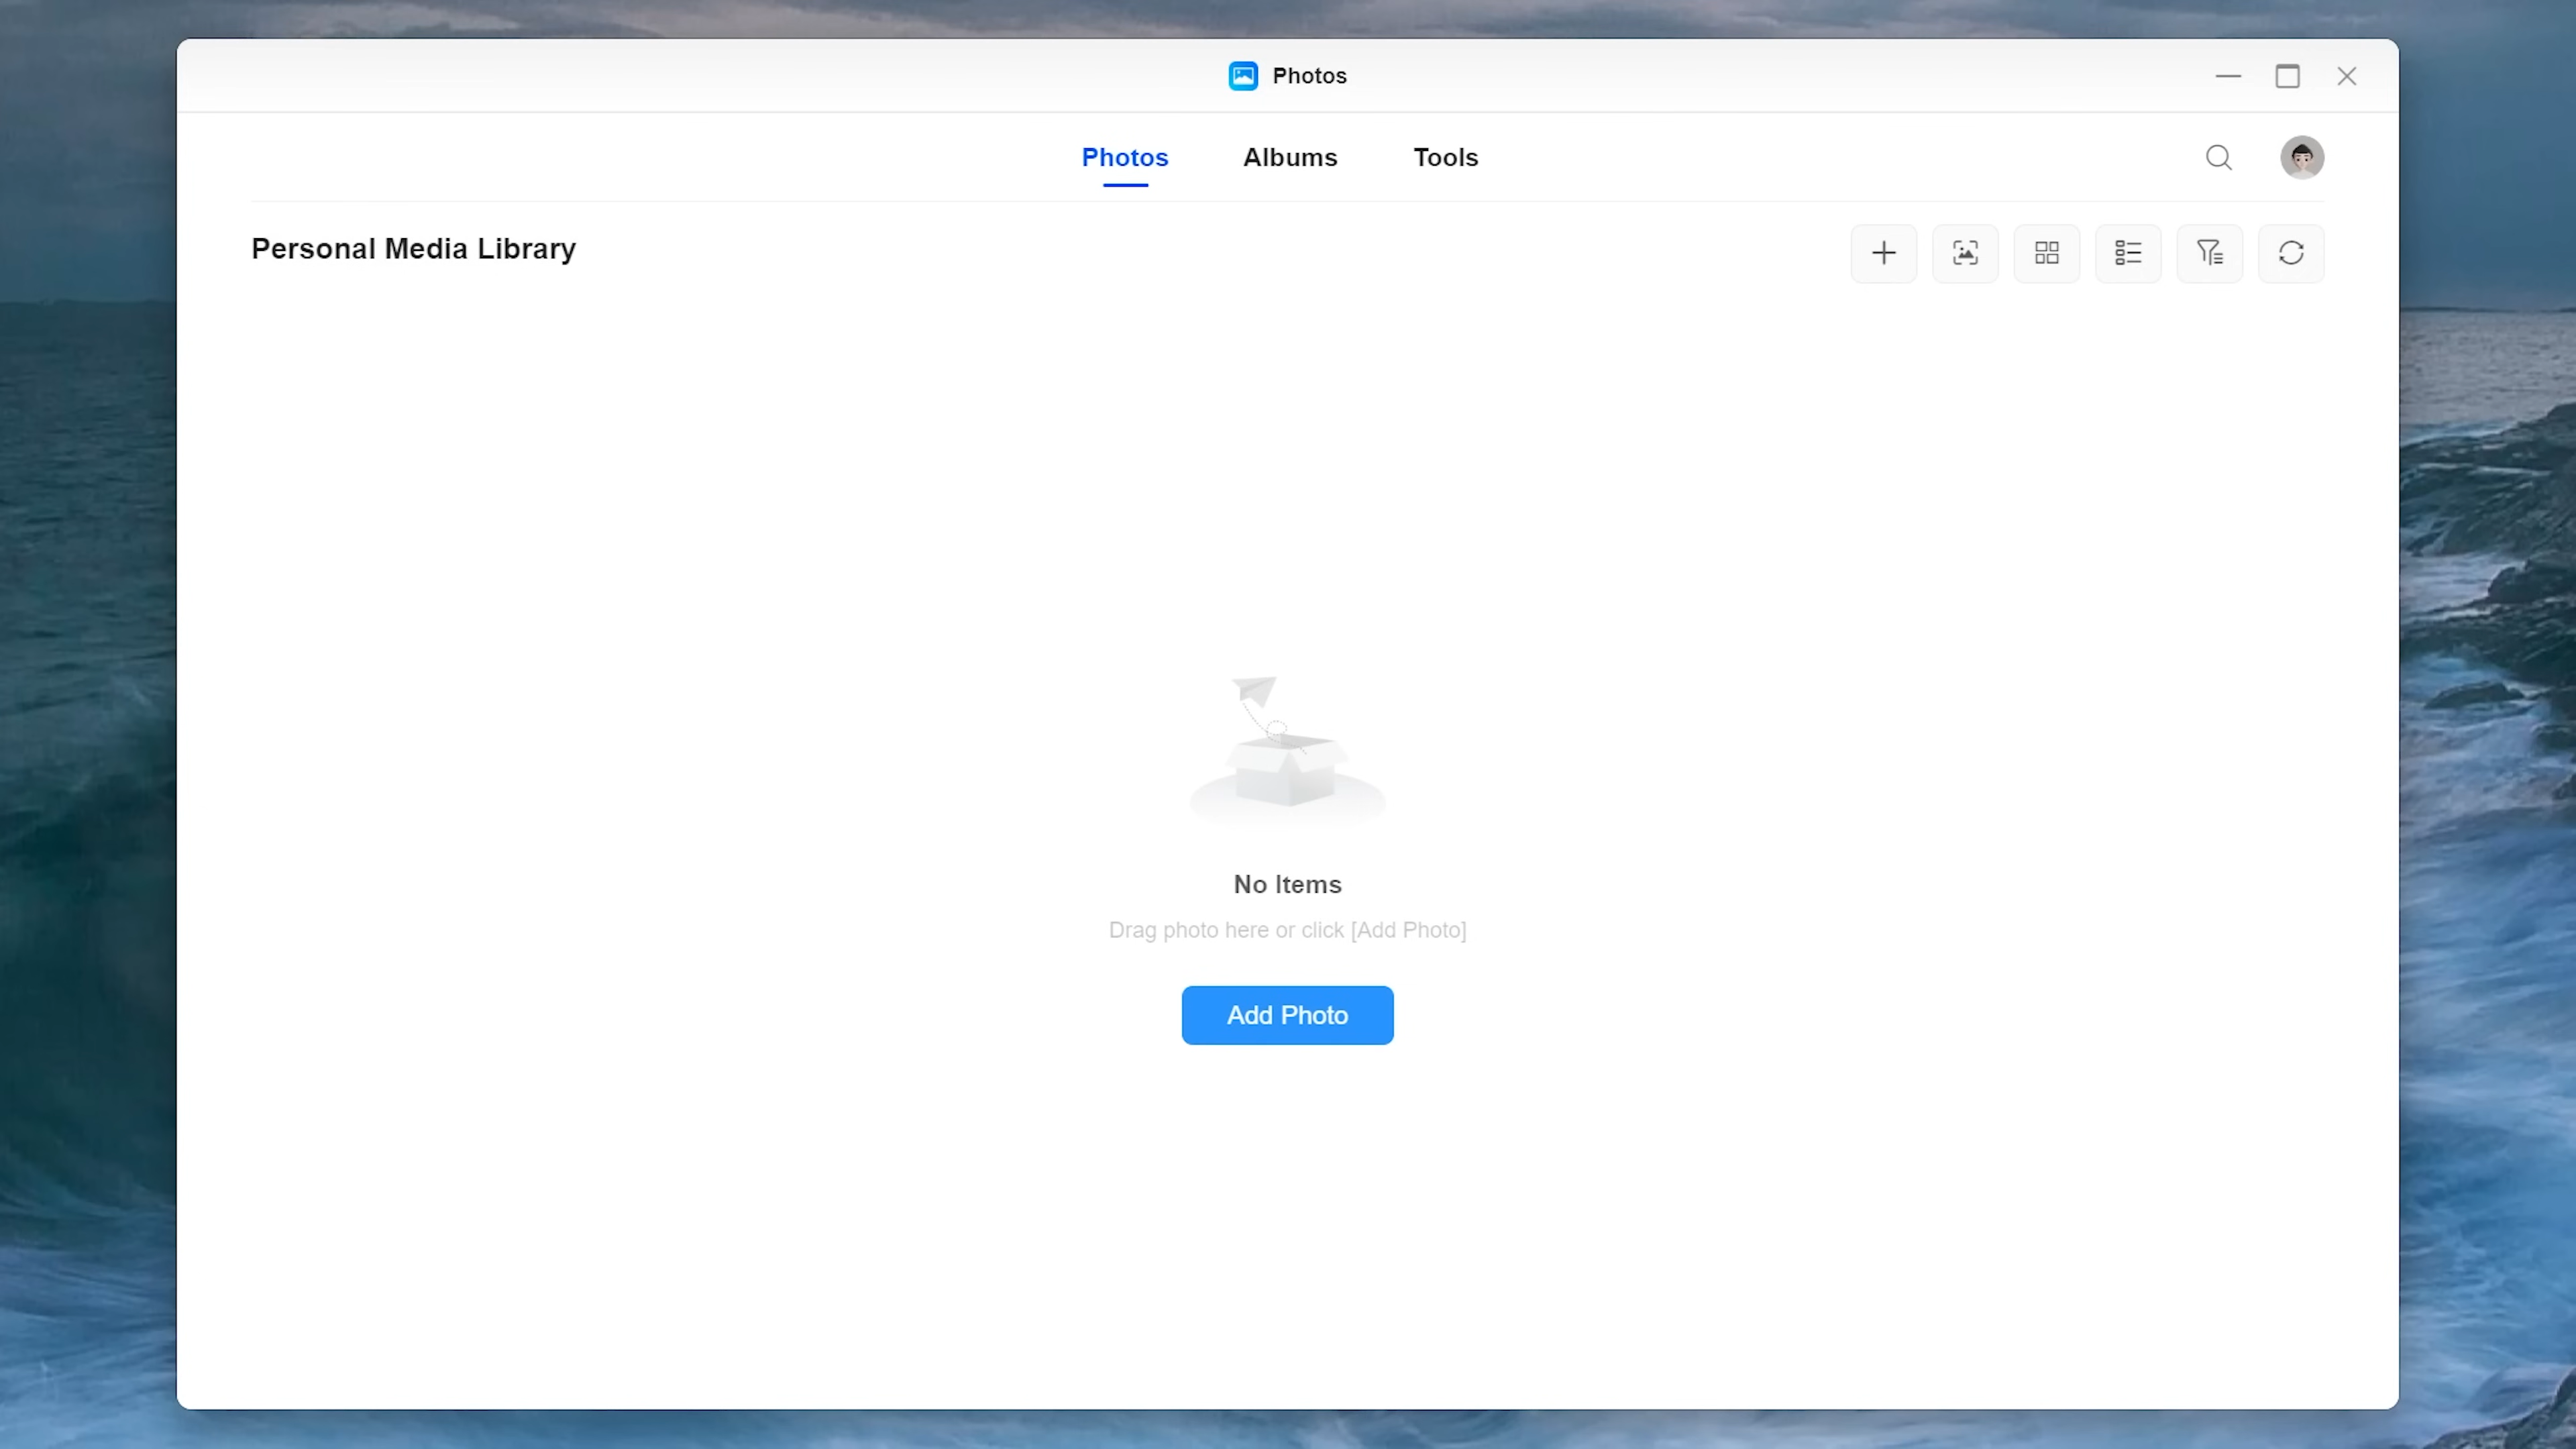 Photos
Photos
Albums
Tools
Personal Media Library
No Items
Drag photo here or click [Add Photo]
Add Photo